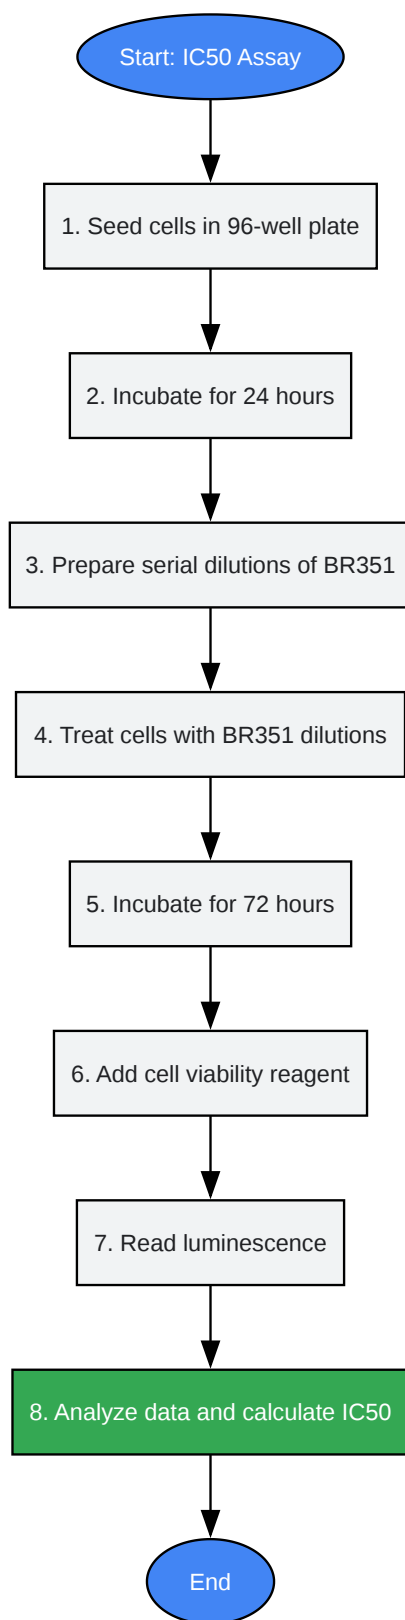 Start: IC50 Assay
1. Seed cells in 96-well plate
2. Incubate for 24 hours
3. Prepare serial dilutions of BR351
4. Treat cells with BR351 dilutions
5. Incubate for 72 hours
6. Add cell viability reagent
7. Read luminescence
8. Analyze data and calculate IC50
End